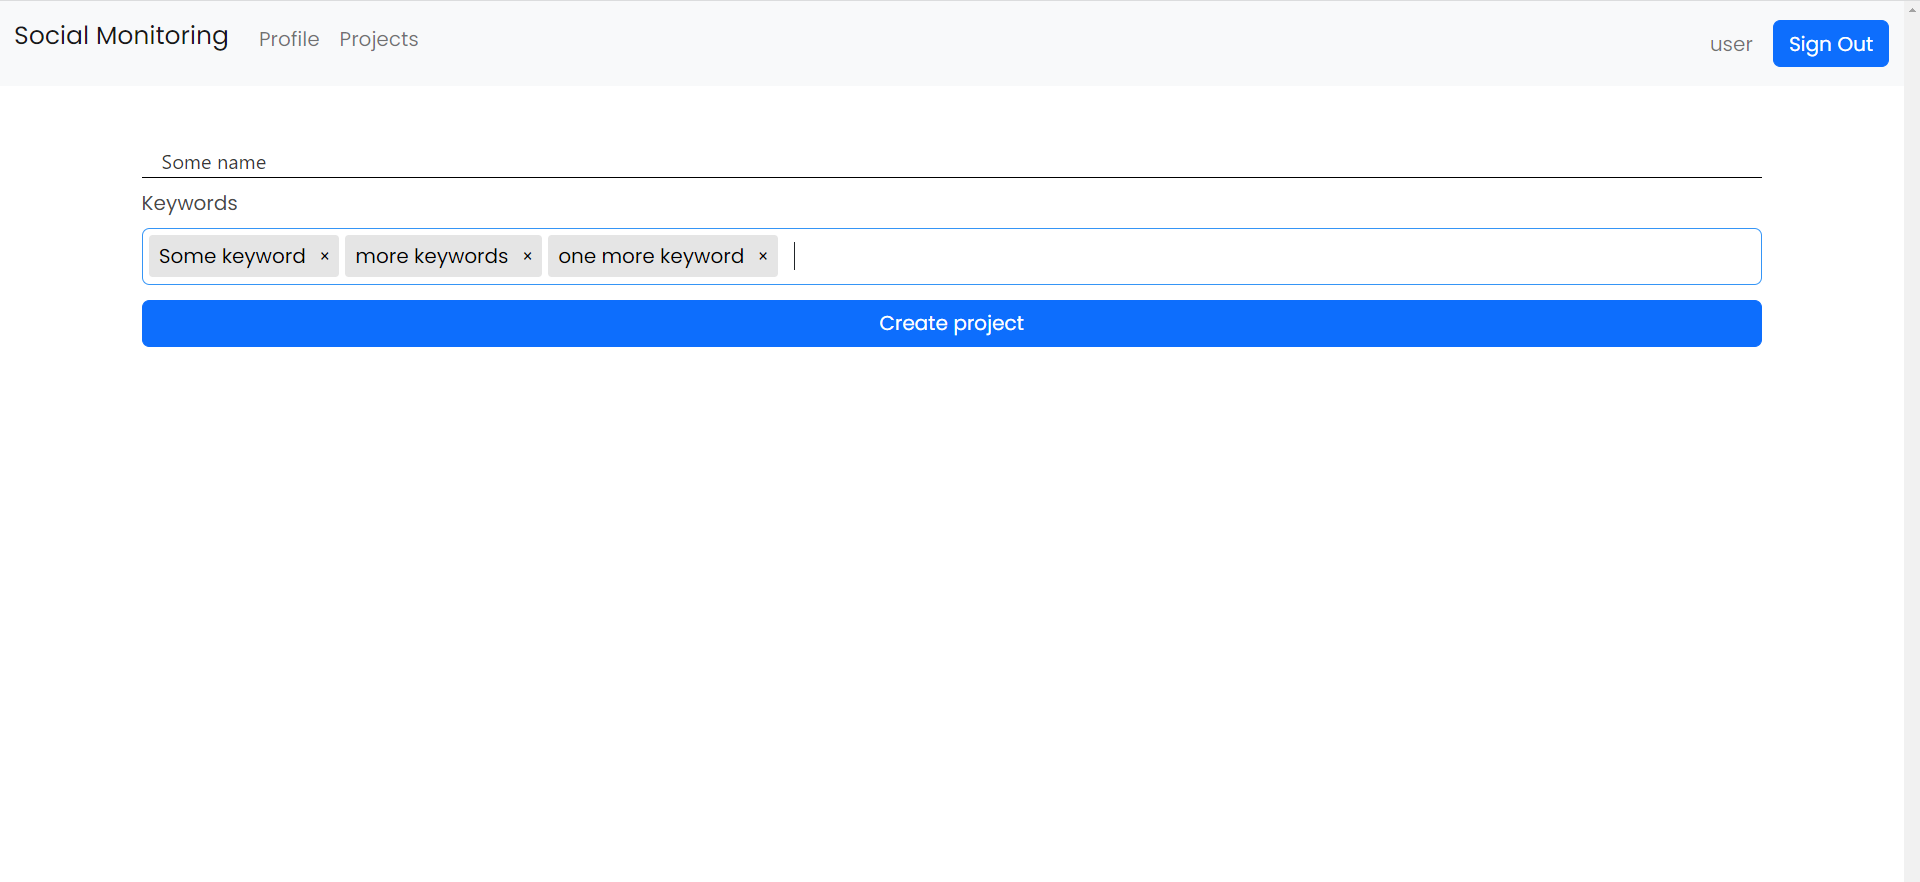 Social Monitoring Profile Projects user Sign Out
Some name
Keywords
Some keyword × more keywords × one more keyword ×
Create project